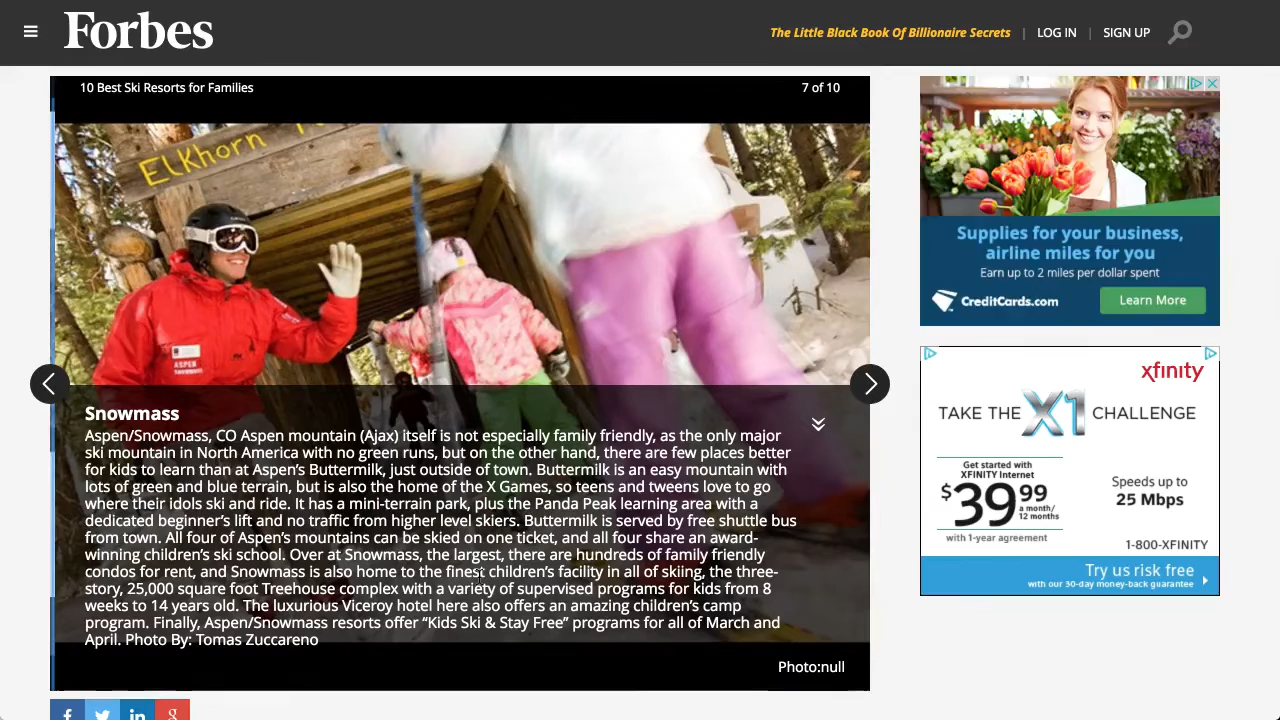 Forbes
The Little Black Book Of Billionaire Secrets | LOG IN | SIGN UP
10 Best Ski Resorts for Families
7 of 10
ELKhorn
ASPEN
SNOWMASS
Snowmass
Aspen/Snowmass, CO Aspen mountain (Ajax) itself is not especially family friendly, as the only major
ski mountain in North America with no green runs, but on the other hand, there are few places better
for kids to learn than at Aspen’s Buttermilk, just outside of town. Buttermilk is an easy mountain with
lots of green and blue terrain, but is also the home of the X Games, so teens and tweens love to go
where their idols ski and ride. It has a mini-terrain park, plus the Panda Peak learning area with a
dedicated beginner’s lift and no traffic from higher level skiers. Buttermilk is served by free shuttle bus
from town. All four of Aspen’s mountains can be skied on one ticket, and all four share an award-
winning children’s ski school. Over at Snowmass, the largest, there are hundreds of family friendly
condos for rent, and Snowmass is also home to the finest children’s facility in all of skiing, the three-
story, 25,000 square foot Treehouse complex with a variety of supervised programs for kids from 8
weeks to 14 years old. The luxurious Viceroy hotel here also offers an amazing children’s camp
program. Finally, Aspen/Snowmass resorts offer “Kids Ski & Stay Free” programs for all of March and
April. Photo By: Tomas Zuccareno
Photo:null
f
in
g
Supplies for your business,
airline miles for you
Earn up to 2 miles per dollar spent
CreditCards.com
Learn More
xfinity
TAKE THE X1 CHALLENGE
Get started with
XFINITY Internet
$39.99
a month/
12 months
with 1-year agreement
Speeds up to
25 Mbps
1-800-XFINITY
Try us risk free
with our 30-day money-back guarantee